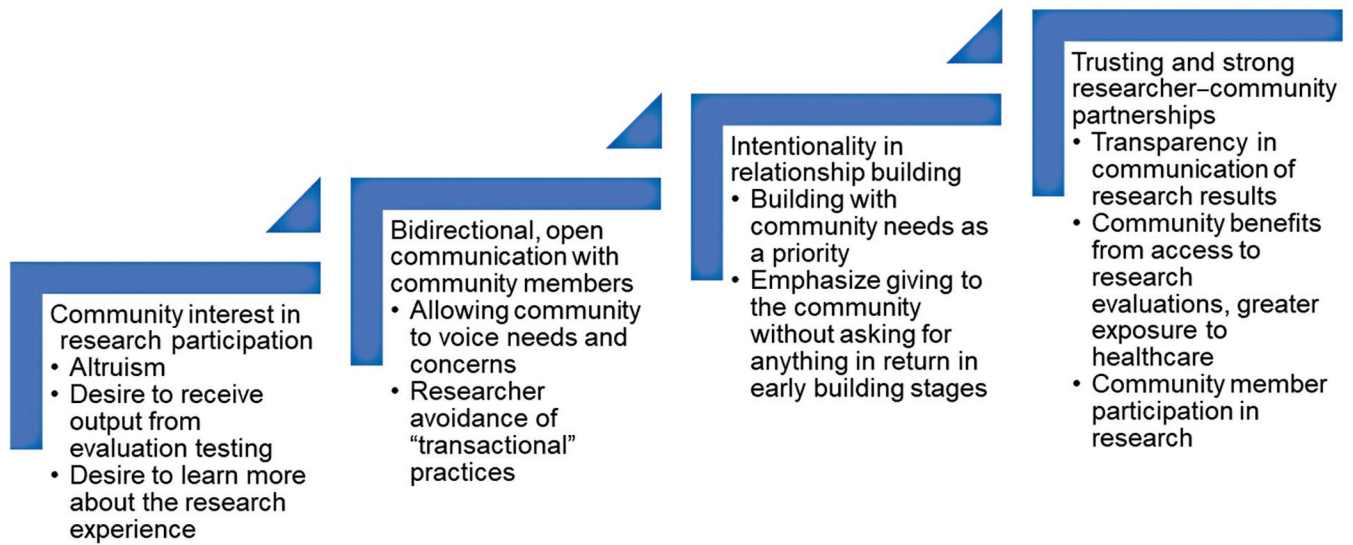 Community interest in
research participation
• Altruism
• Desire to receive
output from
evaluation testing
• Desire to learn more
about the research
experience
Bidirectional, open
communication with
community members
• Allowing community
to voice needs and
concerns
• Researcher
avoidance of
“transactional”
practices
Intentionality in
relationship building
• Building with
community needs as
a priority
• Emphasize giving to
the community
without asking for
anything in return in
early building stages
Trusting and strong
researcher–community
partnerships
• Transparency in
communication of
research results
• Community benefits
from access to
research
evaluations, greater
exposure to
healthcare
• Community member
participation in
research